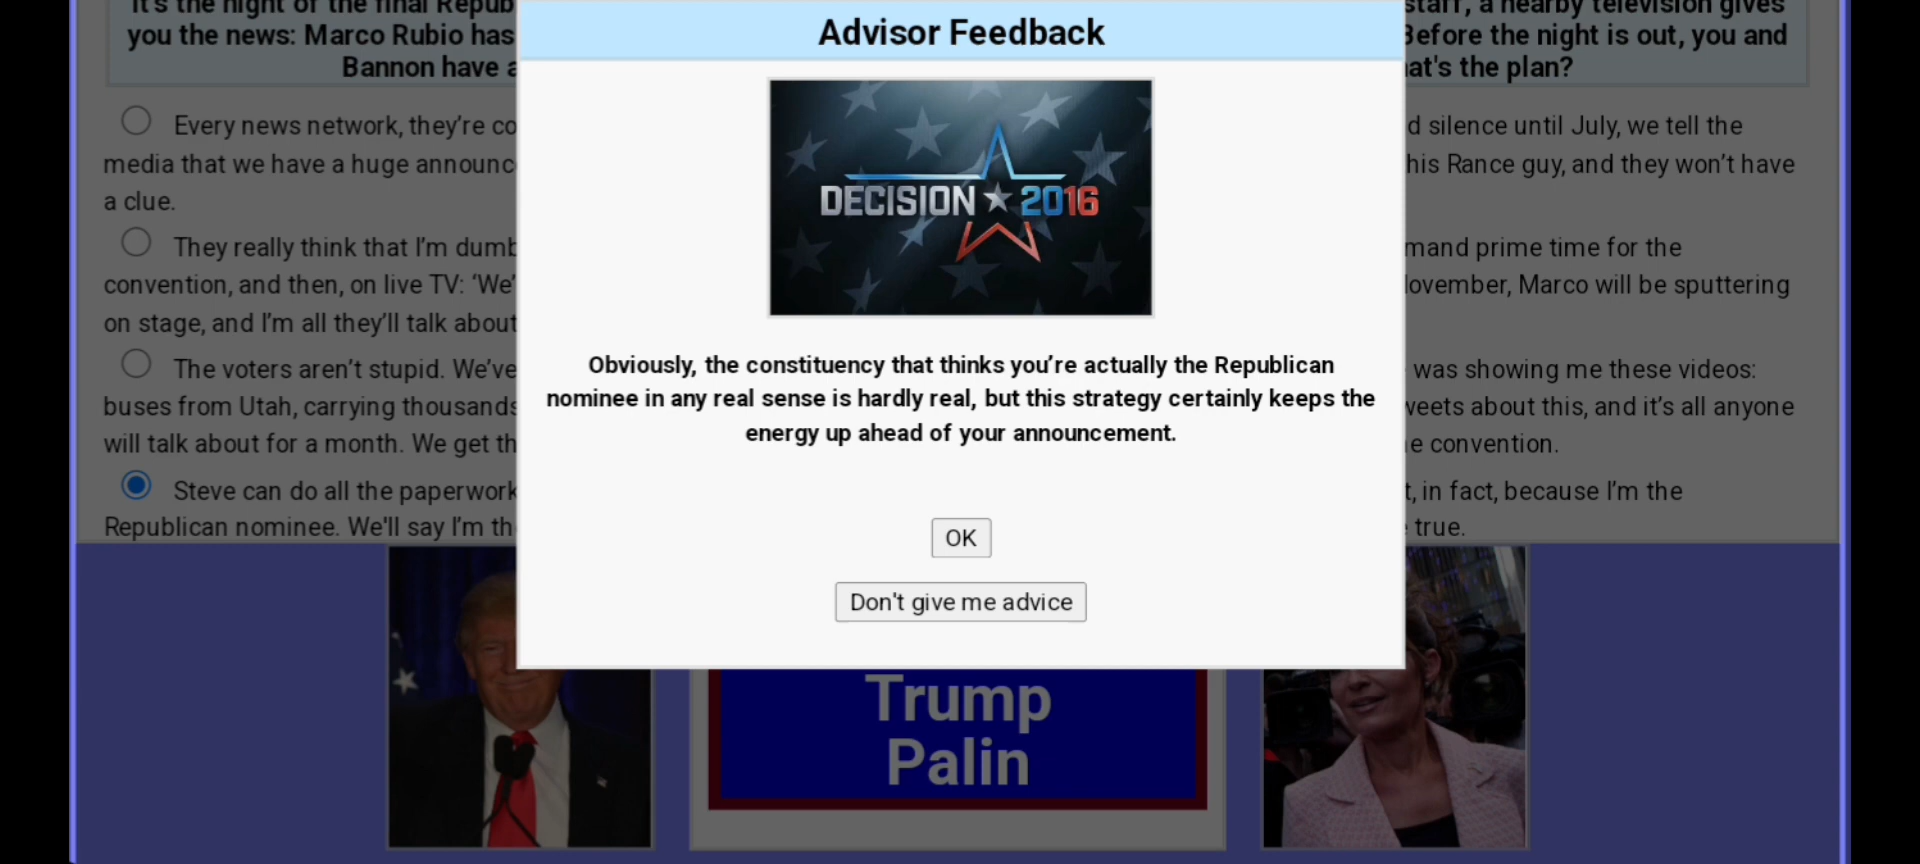 It's the night of the final Repub
staff, a nearby television gives
Advisor Feedback
you the news: Marco Rubio has
Before the night is out, you and
Bannon have a
at's the plan?
DECISION 2016
Every news network, they're co
d silence until July, we tell the
media that we have a huge announc
his Rance guy, and they won't have
a clue.
They really think that I'm dumb
mand prime time for the
convention, and then, on live TV: 'We'
ovember, Marco will be sputtering
on stage, and I'm all they'll talk about
The voters aren't stupid. We've
was showing me these videos:
buses from Utah, carrying thousands
weets about this, and it's all anyone
will talk about for a month. We get th
e convention.
Steve can do all the paperwork
t, in fact, because I'm the
Republican nominee. We'll say I'm th
true.
Obviously, the constituency that thinks you're actually the Republican
nominee in any real sense is hardly real, but this strategy certainly keeps the
energy up ahead of your announcement.
OK
Don't give me advice
Trump
Palin